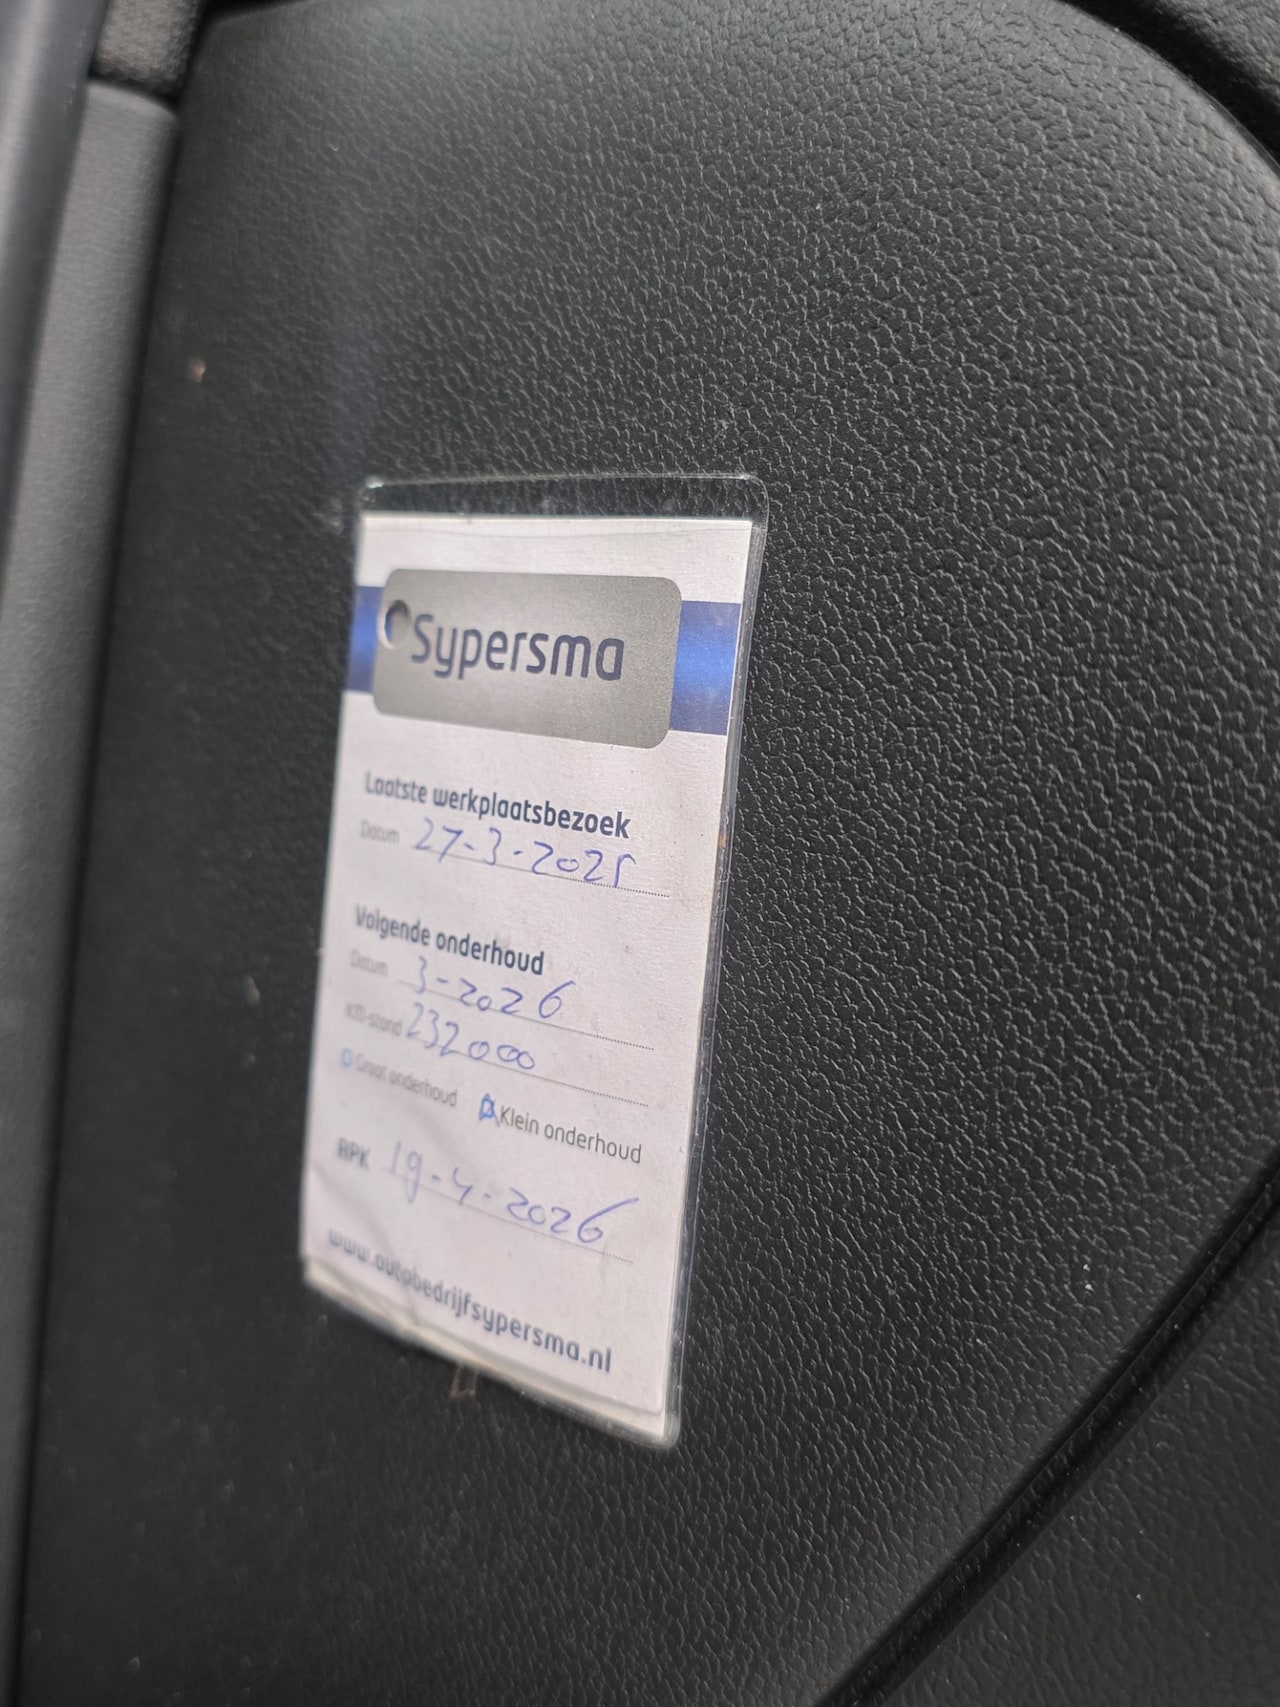 Sypersma
Laatste werkplaatsbezoek
Datum 27-3-2025
Volgende onderhoud
Datum 3-2026
KM-stand 232000
Groot onderhoud Klein onderhoud
APK 19-4-2026
www.autobedrijfsypersma.nl